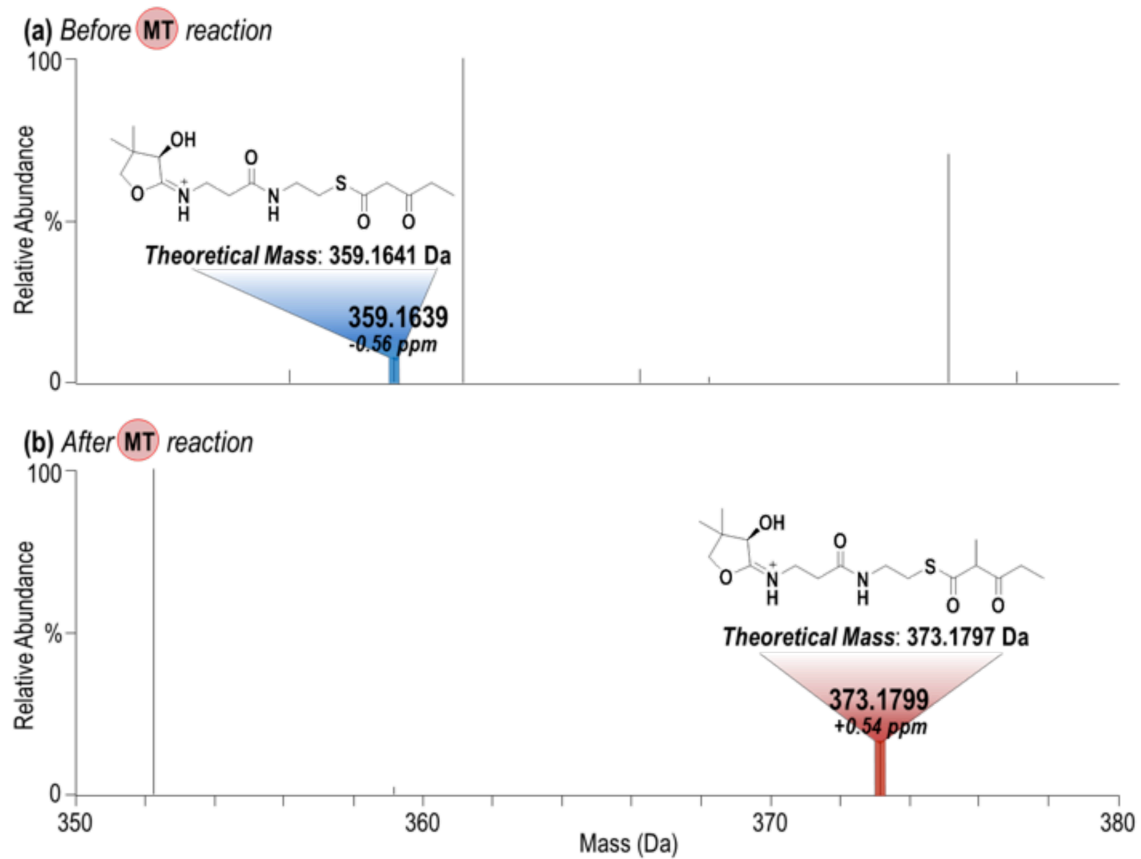 (a) Before MT reaction
100
Relative Abundance
%
0
OH
O
N
H
+
O
N
H
S
O
O
Theoretical Mass: 359.1641 Da
359.1639
-0.56 ppm
(b) After MT reaction
100
Relative Abundance
%
0
OH
O
N
H
+
O
N
H
S
O
O
Theoretical Mass: 373.1797 Da
373.1799
+0.54 ppm
350
360
370
380
Mass (Da)